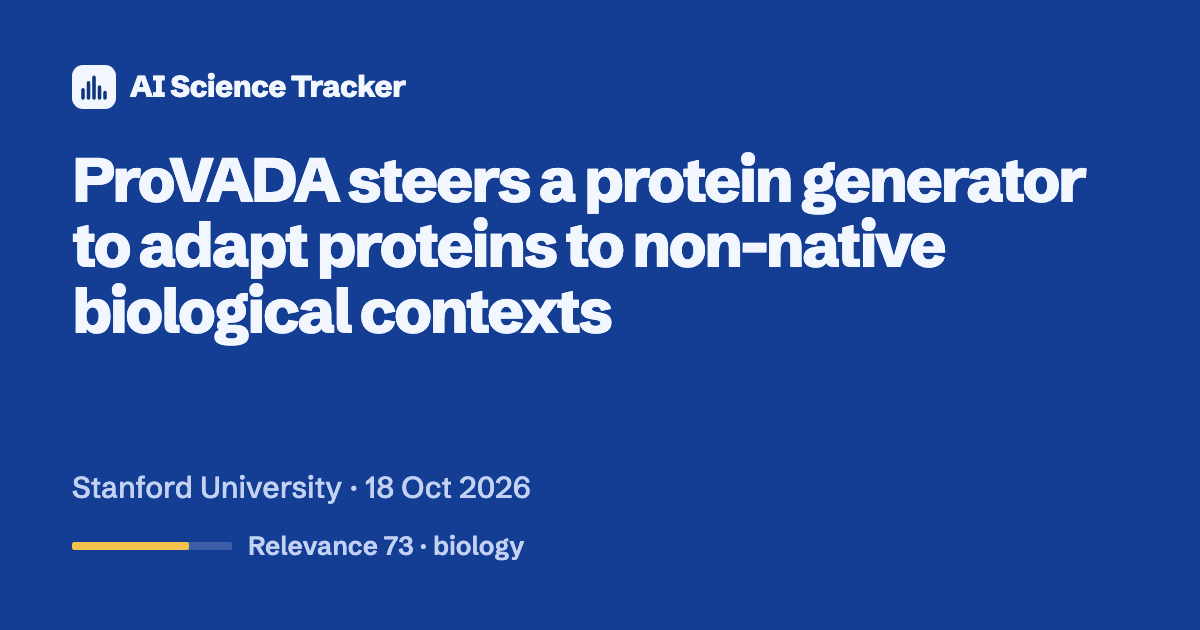 AI Science Tracker
ProVADA steers a protein generator
to adapt proteins to non-native
biological contexts
Stanford University · 18 Oct 2026
Relevance 73 · biology